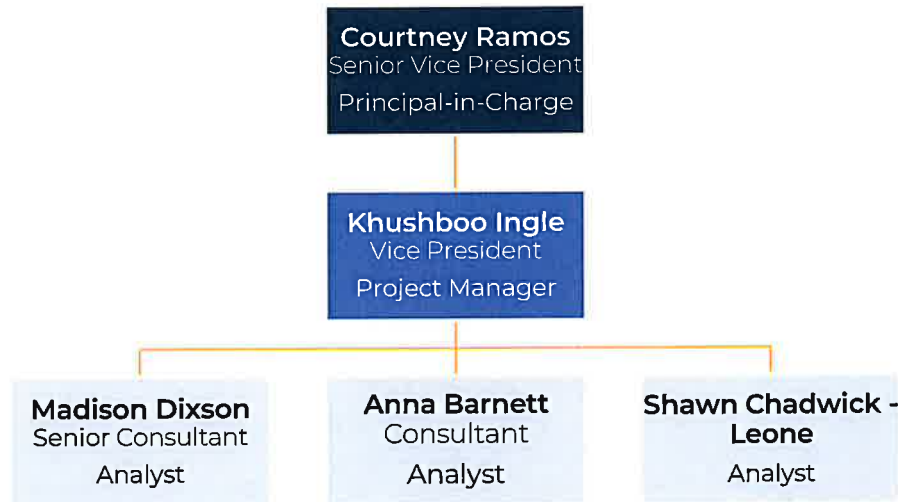 Courtney Ramos
Senior Vice President
Principal-in-Charge
Khushboo Ingle
Vice President
Project Manager
Madison Dixson
Senior Consultant
Analyst
Anna Barnett
Consultant
Analyst
Shawn Chadwick -
Leone
Analyst